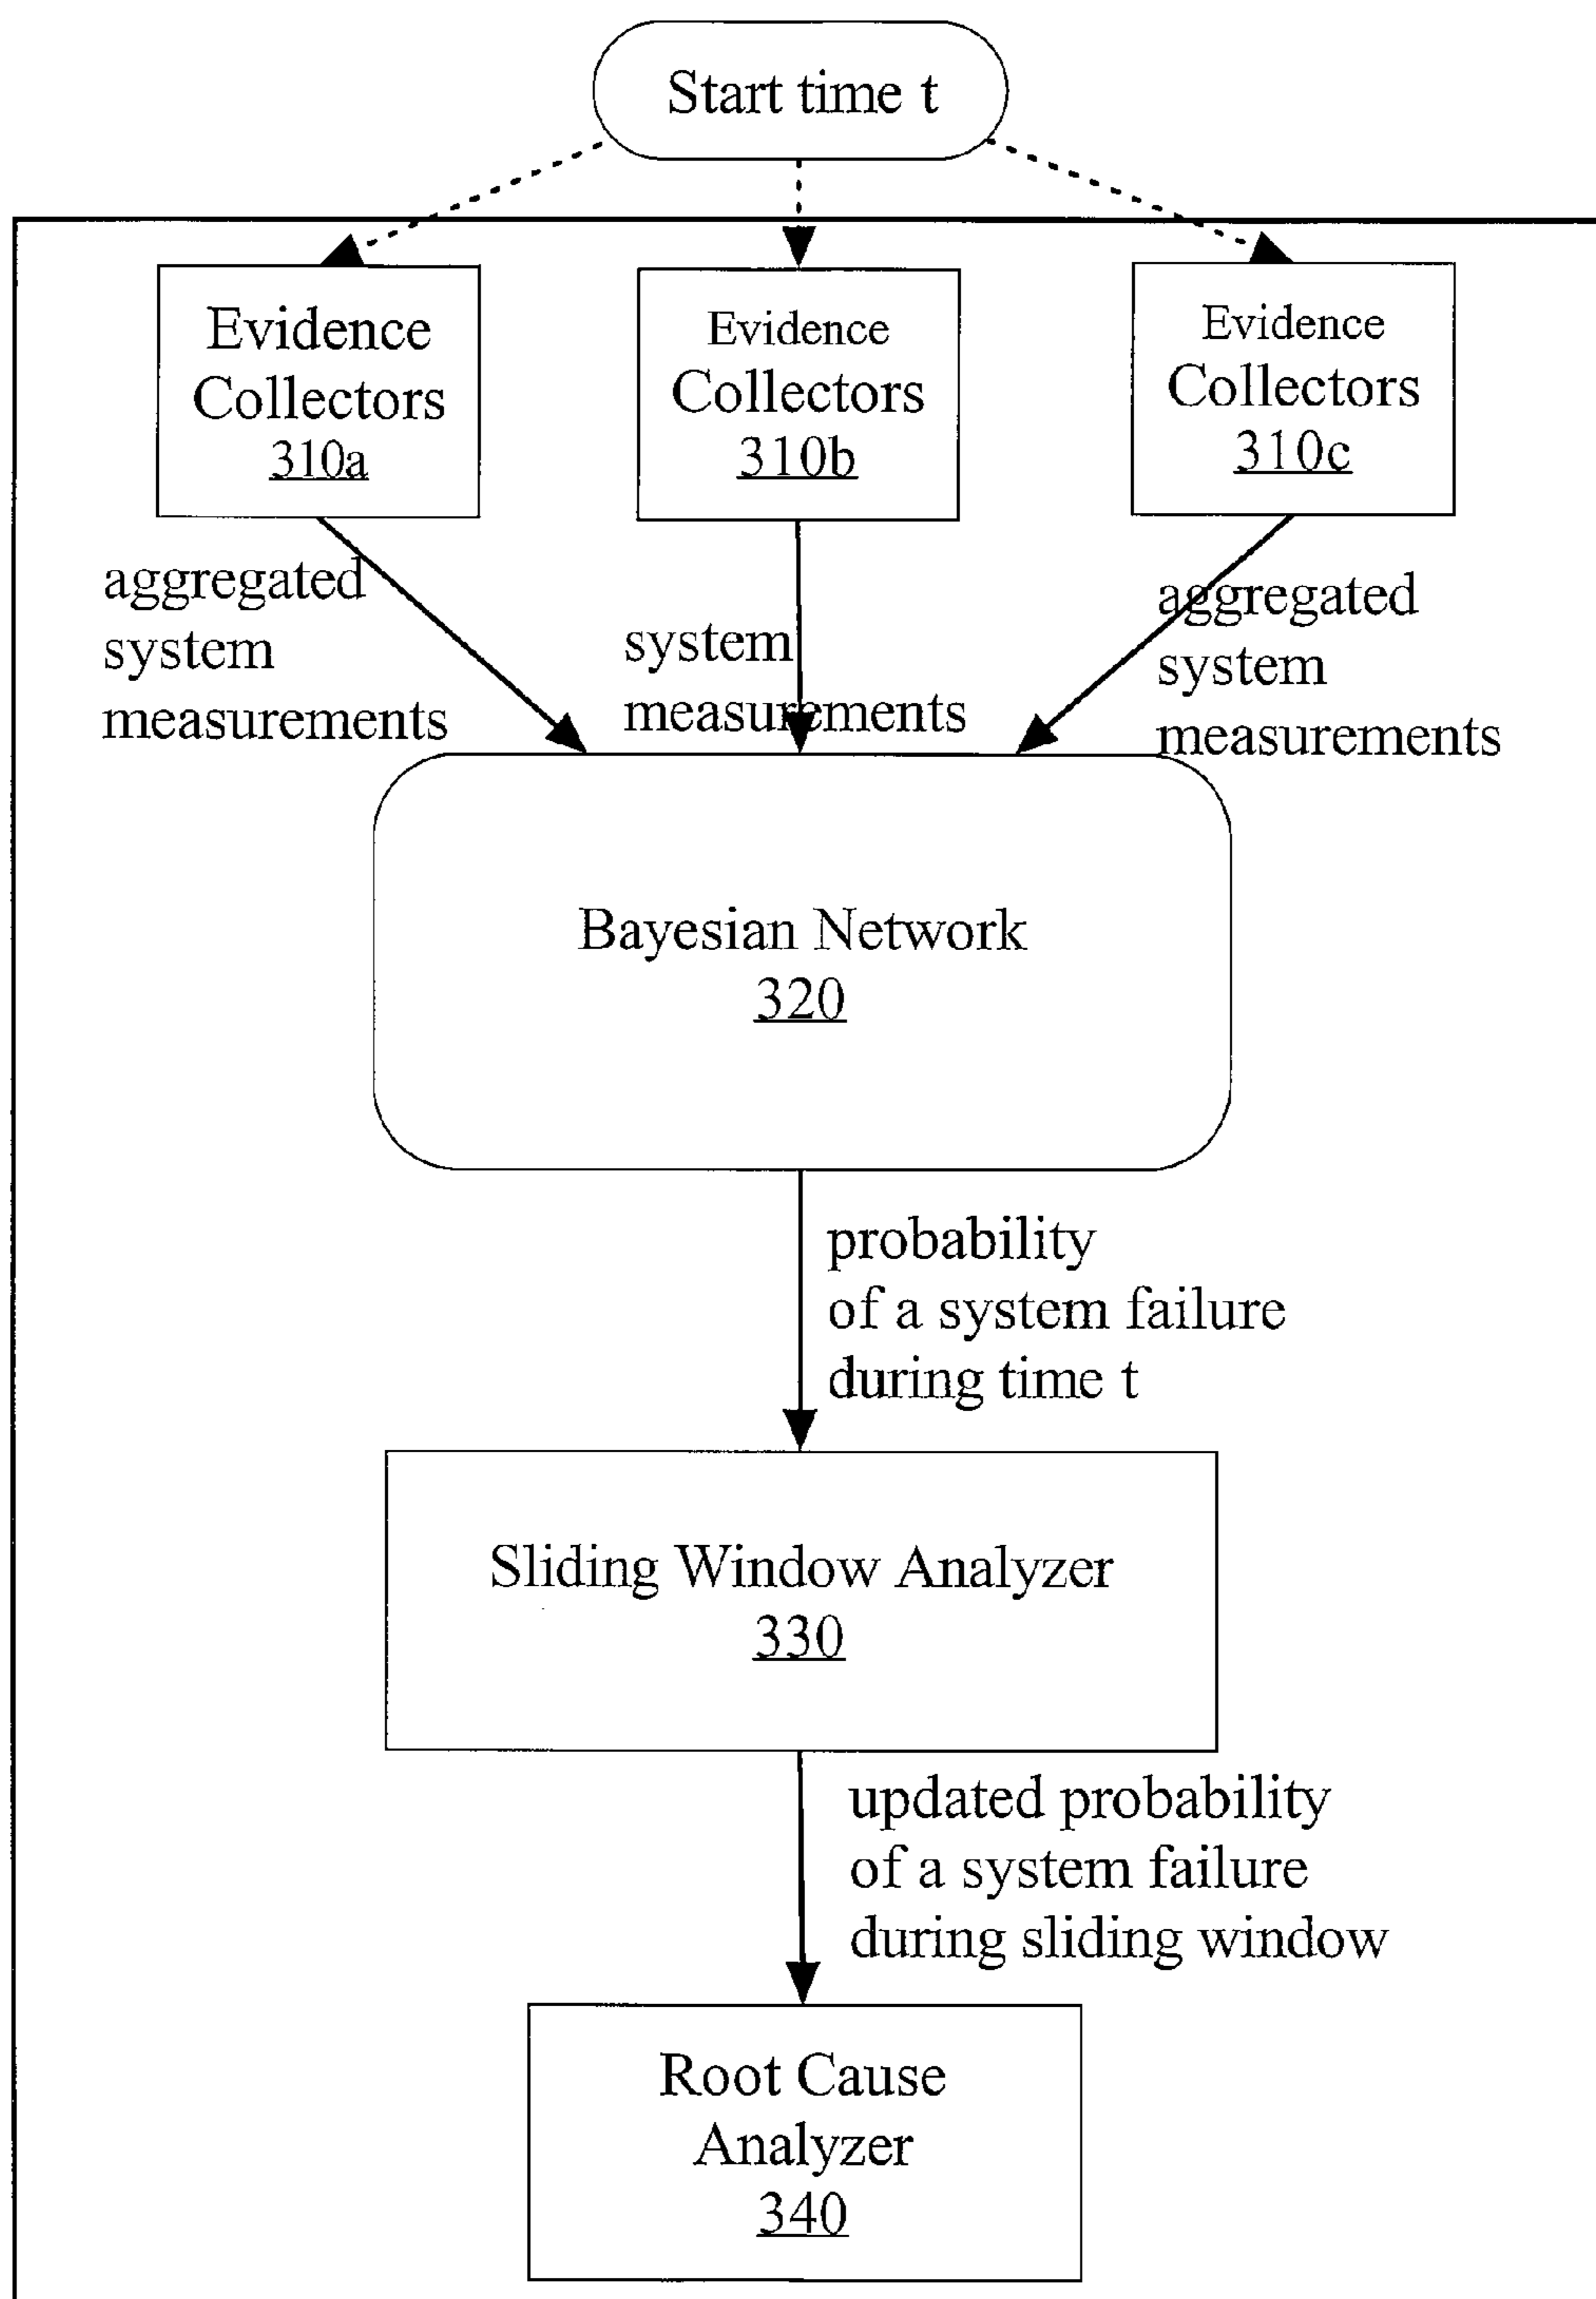 Start time t
Evidence
Collectors
310a
Evidence
Collectors
310b
Evidence
Collectors
310c
aggregated
system
measurements
system
measurements
aggregated
system
measurements
Bayesian Network
320
probability
of a system failure
during time t
Sliding Window Analyzer
330
updated probability
of a system failure
during sliding window
Root Cause
Analyzer
340